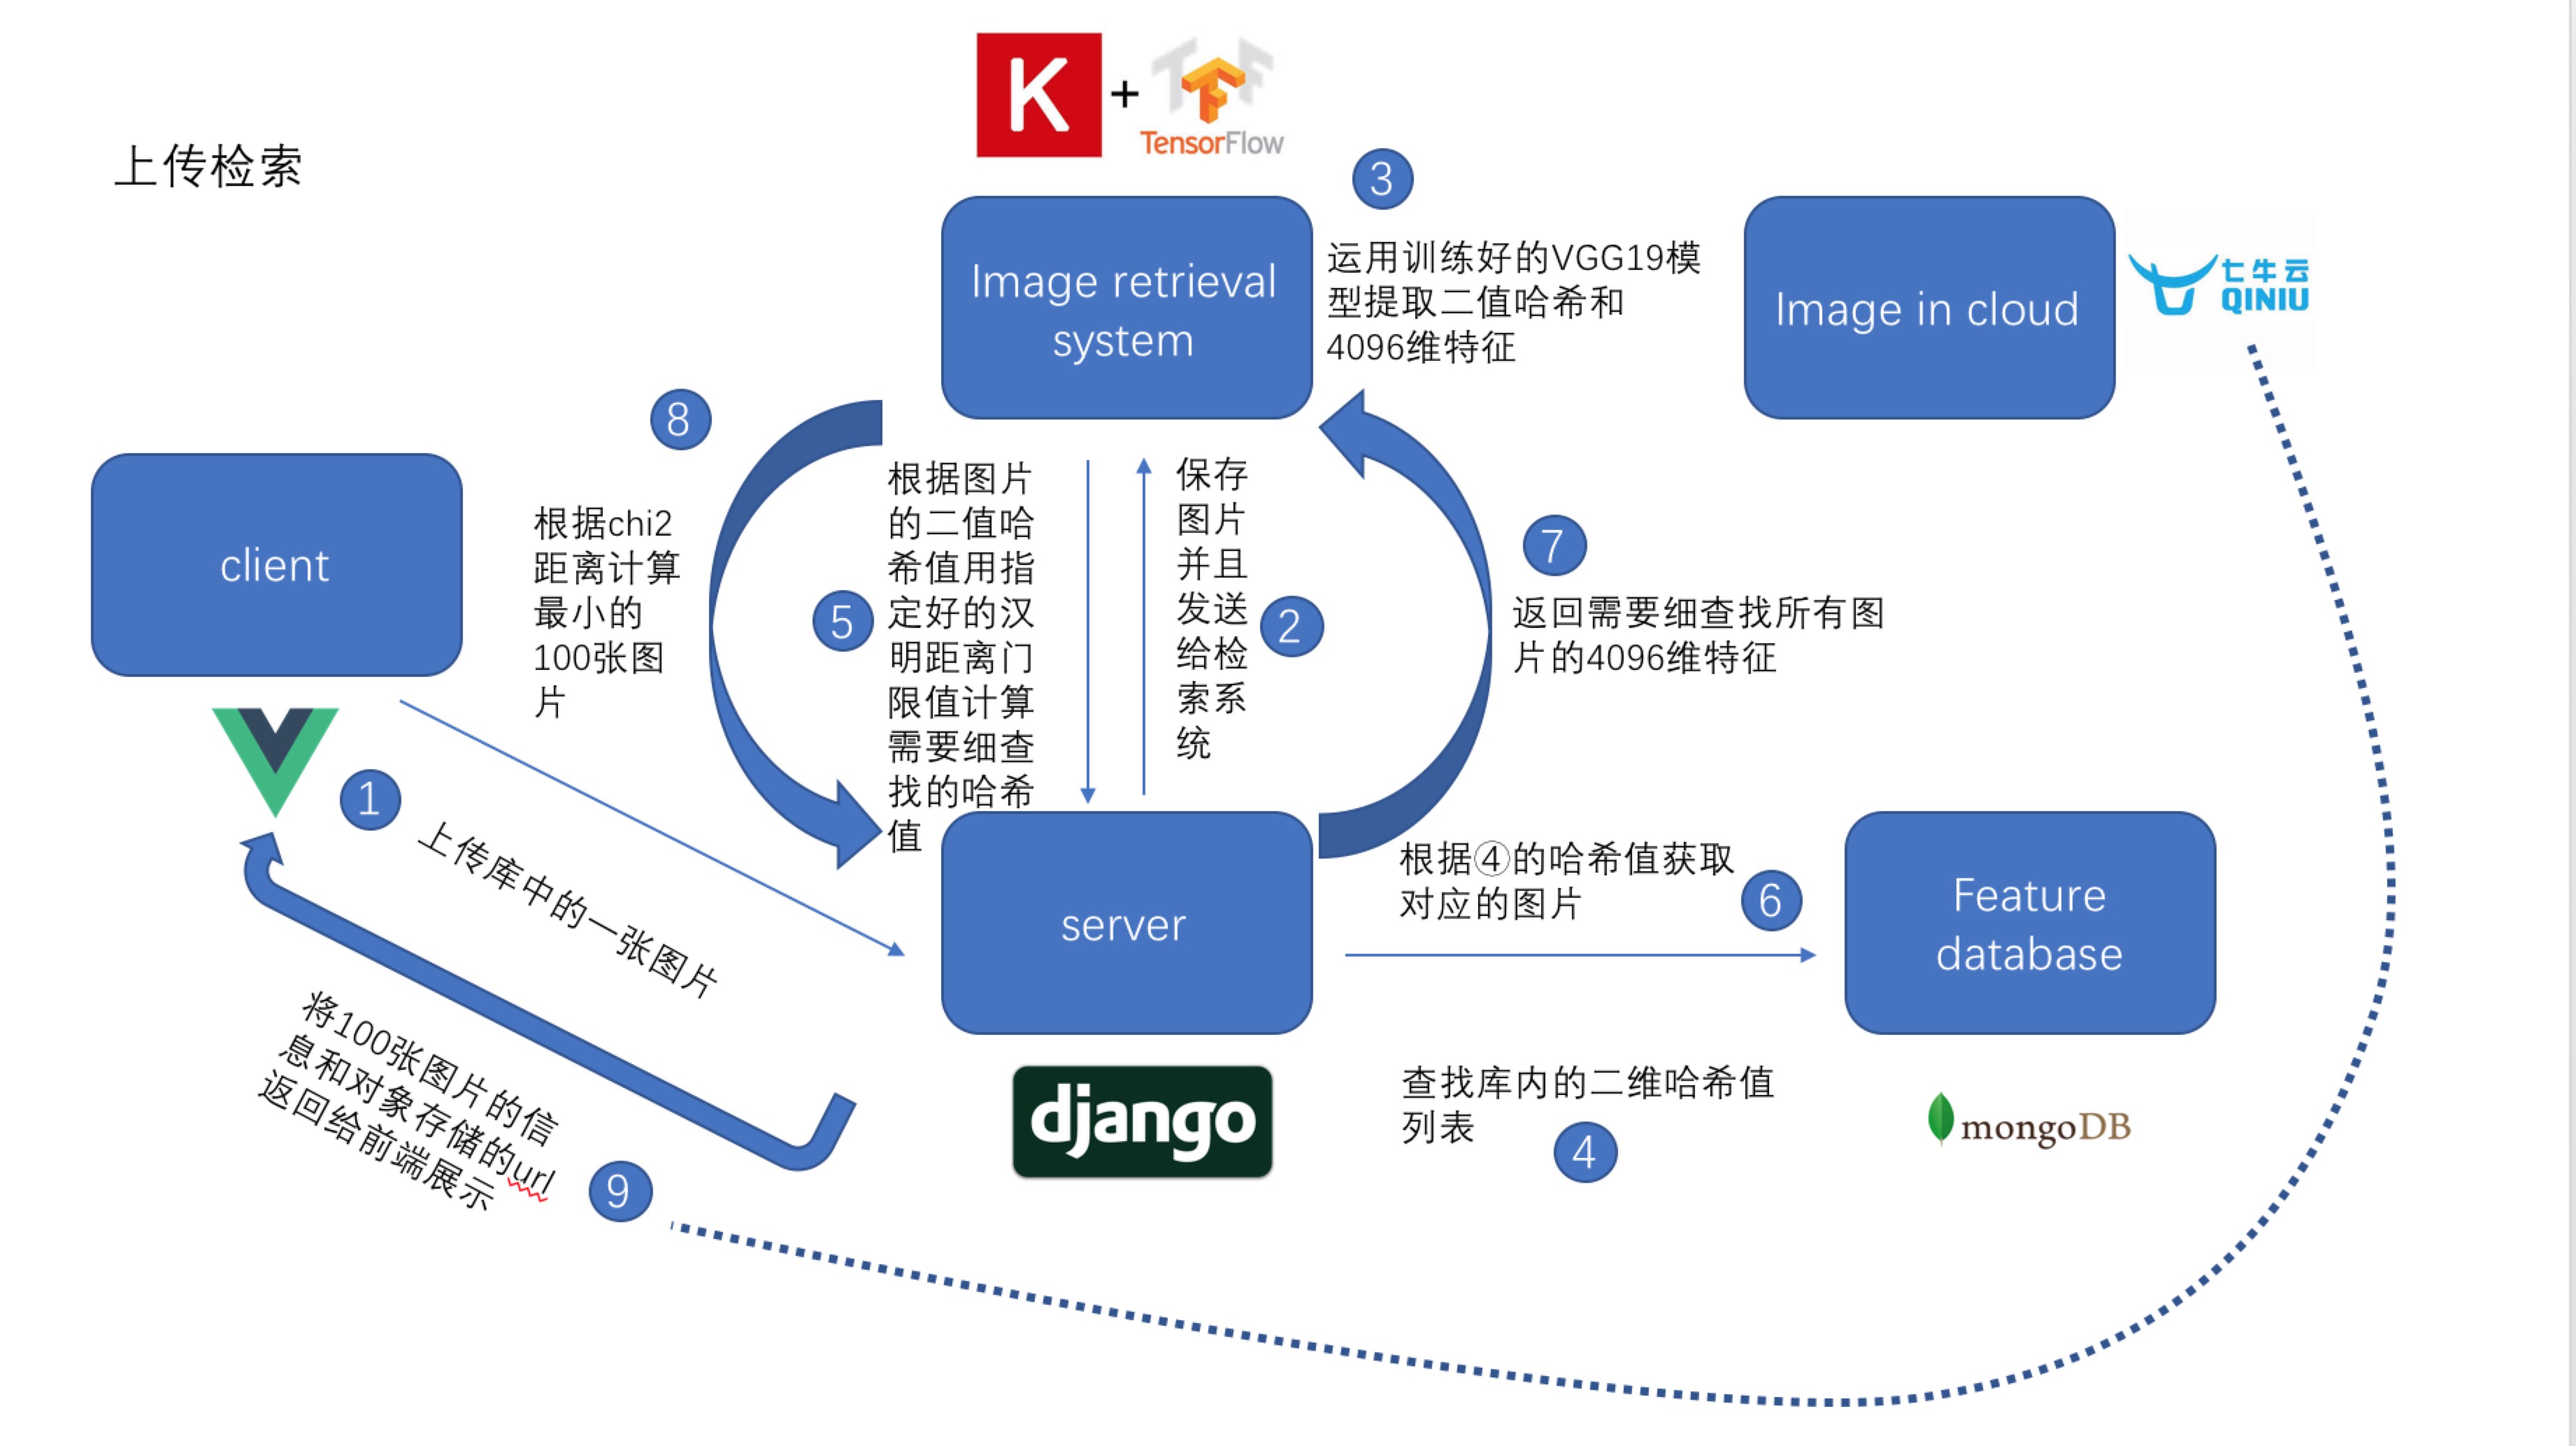 上传检索
K
+
TensorFlow
Image retrieval
system
3
运用训练好的VGG19模
型提取二值哈希和
4096维特征
Image in cloud
七牛云
QINIU
client
1
上传库中的一张图片
8
根据chi2
距离计算
最小的
100张图
片
5
根据图片
的二值哈
希值用指
定好的汉
明距离门
限值计算
需要细查
找的哈希
值
保存
图片
并且
发送
给检
索系
统
2
7
返回需要细查找所有图
片的4096维特征
server
django
根据④的哈希值获取
对应的图片
6
Feature
database
查找库内的二维哈希值
列表
4
mongoDB
将100张图片的信
息和对象存储的url
返回给前端展示
9